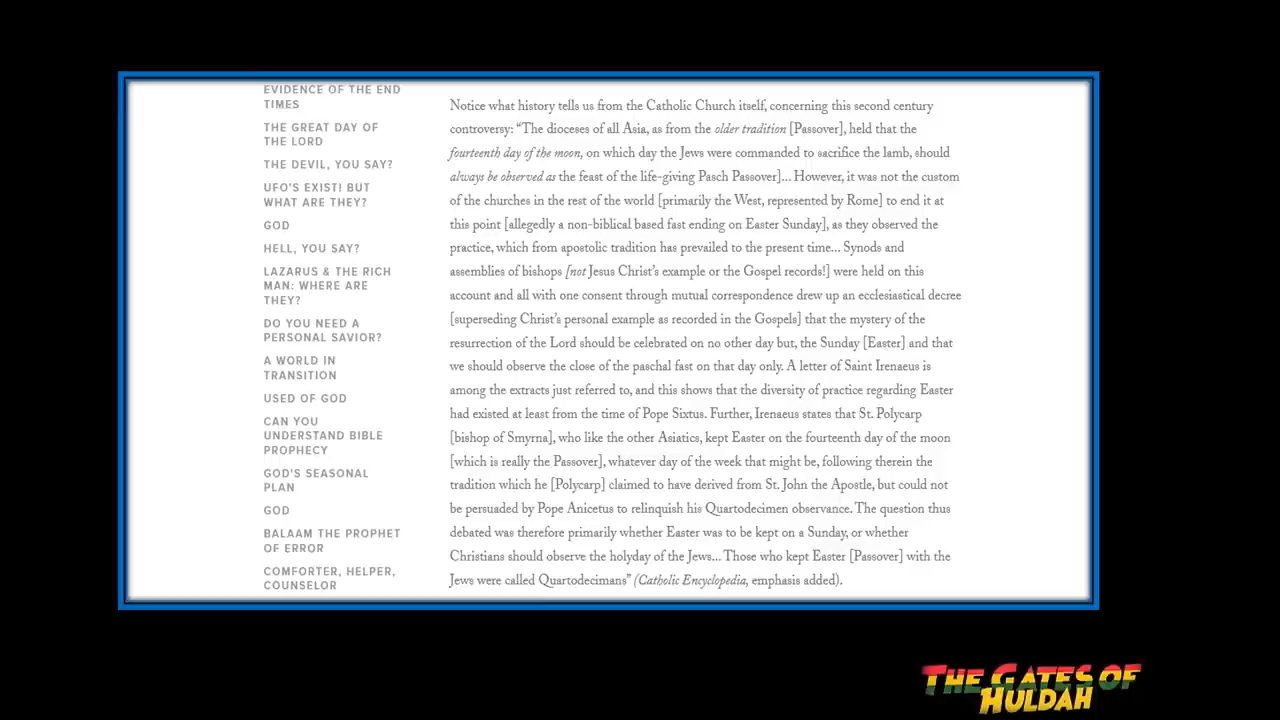 EVIDENCE OF THE END
TIMES
THE GREAT DAY OF
THE LORD
THE DEVIL, YOU SAY?
UFO'S EXIST! BUT
WHAT ARE THEY?
GOD
HELL, YOU SAY?
LAZARUS & THE RICH
MAN: WHERE ARE
THEY?
DO YOU NEED A
PERSONAL SAVIOR?
A WORLD IN
TRANSITION
USED OF GOD
CAN YOU
UNDERSTAND BIBLE
PROPHECY
GOD'S SEASONAL
PLAN
GOD
BALAAM THE PROPHET
OF ERROR
COMFORTER, HELPER,
COUNSELOR
Notice what history tells us from the Catholic Church itself, concerning this second century
controversy: “The dioceses of all Asia, as from the older tradition [Passover], held that the
fourteenth day of the moon, on which day the Jews were commanded to sacrifice the lamb, should
always be observed as the feast of the life-giving Pasch Passover]... However, it was not the custom
of the churches in the rest of the world [primarily the West, represented by Rome] to end it at
this point [allegedly a non-biblical based fast ending on Easter Sunday], as they observed the
practice, which from apostolic tradition has prevailed to the present time... Synods and
assemblies of bishops [not Jesus Christ’s example or the Gospel records!] were held on this
account and all with one consent through mutual correspondence drew up an ecclesiastical decree
[superseding Christ’s personal example as recorded in the Gospels] that the mystery of the
resurrection of the Lord should be celebrated on no other day but, the Sunday [Easter] and that
we should observe the close of the paschal fast on that day only. A letter of Saint Irenaeus is
among the extracts just referred to, and this shows that the diversity of practice regarding Easter
had existed at least from the time of Pope Sixtus. Further, Irenaeus states that St. Polycarp
[bishop of Smyrna], who like the other Asiatics, kept Easter on the fourteenth day of the moon
[which is really the Passover], whatever day of the week that might be, following therein the
tradition which he [Polycarp] claimed to have derived from St. John the Apostle, but could not
be persuaded by Pope Anicetus to relinquish his Quartodecimen observance. The question thus
debated was therefore primarily whether Easter was to be kept on a Sunday, or whether
Christians should observe the holyday of the Jews... Those who kept Easter [Passover] with the
Jews were called Quartodecimans” (Catholic Encyclopedia, emphasis added).
THE GATES OF
HULDAH